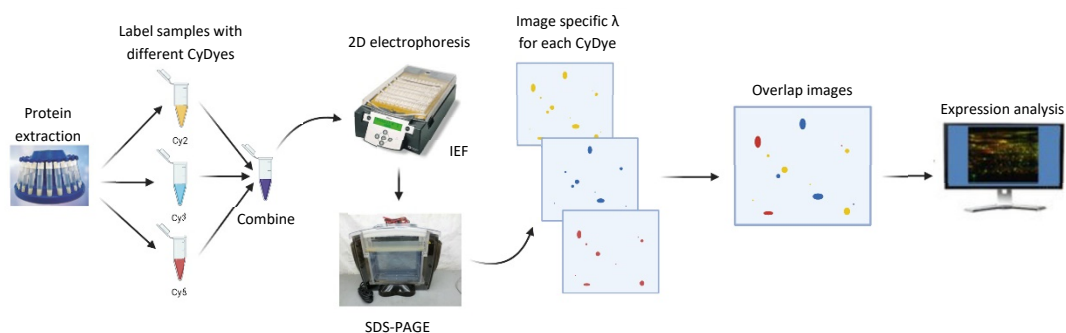 Label samples with
different CyDyes
Protein
extraction
Cy2
Cy3
Cy5
Combine
2D electrophoresis
IEF
SDS-PAGE
Image specific λ
for each CyDye
Overlap images
Expression analysis